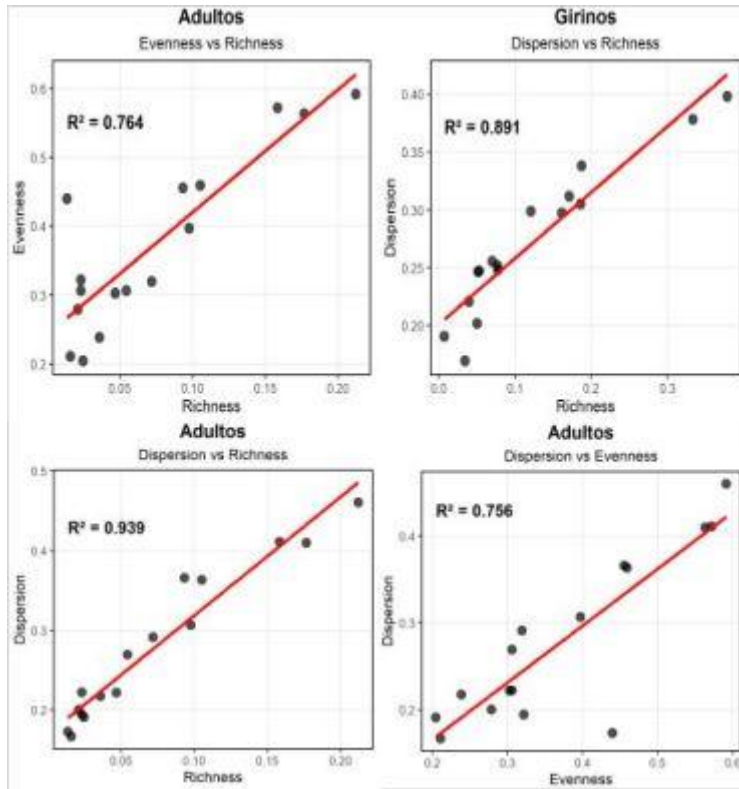 Adultos
Evenness vs Richness
R² = 0.764
Evenness
0.6
0.5
0.4
0.3
0.2
0.05 0.10 0.15 0.20
Richness
Girinos
Dispersion vs Richness
R² = 0.891
Dispersion
0.40
0.35
0.30
0.25
0.20
0.0 0.1 0.2 0.3
Richness
Adultos
Dispersion vs Richness
R² = 0.939
Dispersion
0.5
0.4
0.3
0.2
0.05 0.10 0.15 0.20
Richness
Adultos
Dispersion vs Evenness
R² = 0.756
Dispersion
0.4
0.3
0.2
0.2 0.3 0.4 0.5 0.6
Evenness